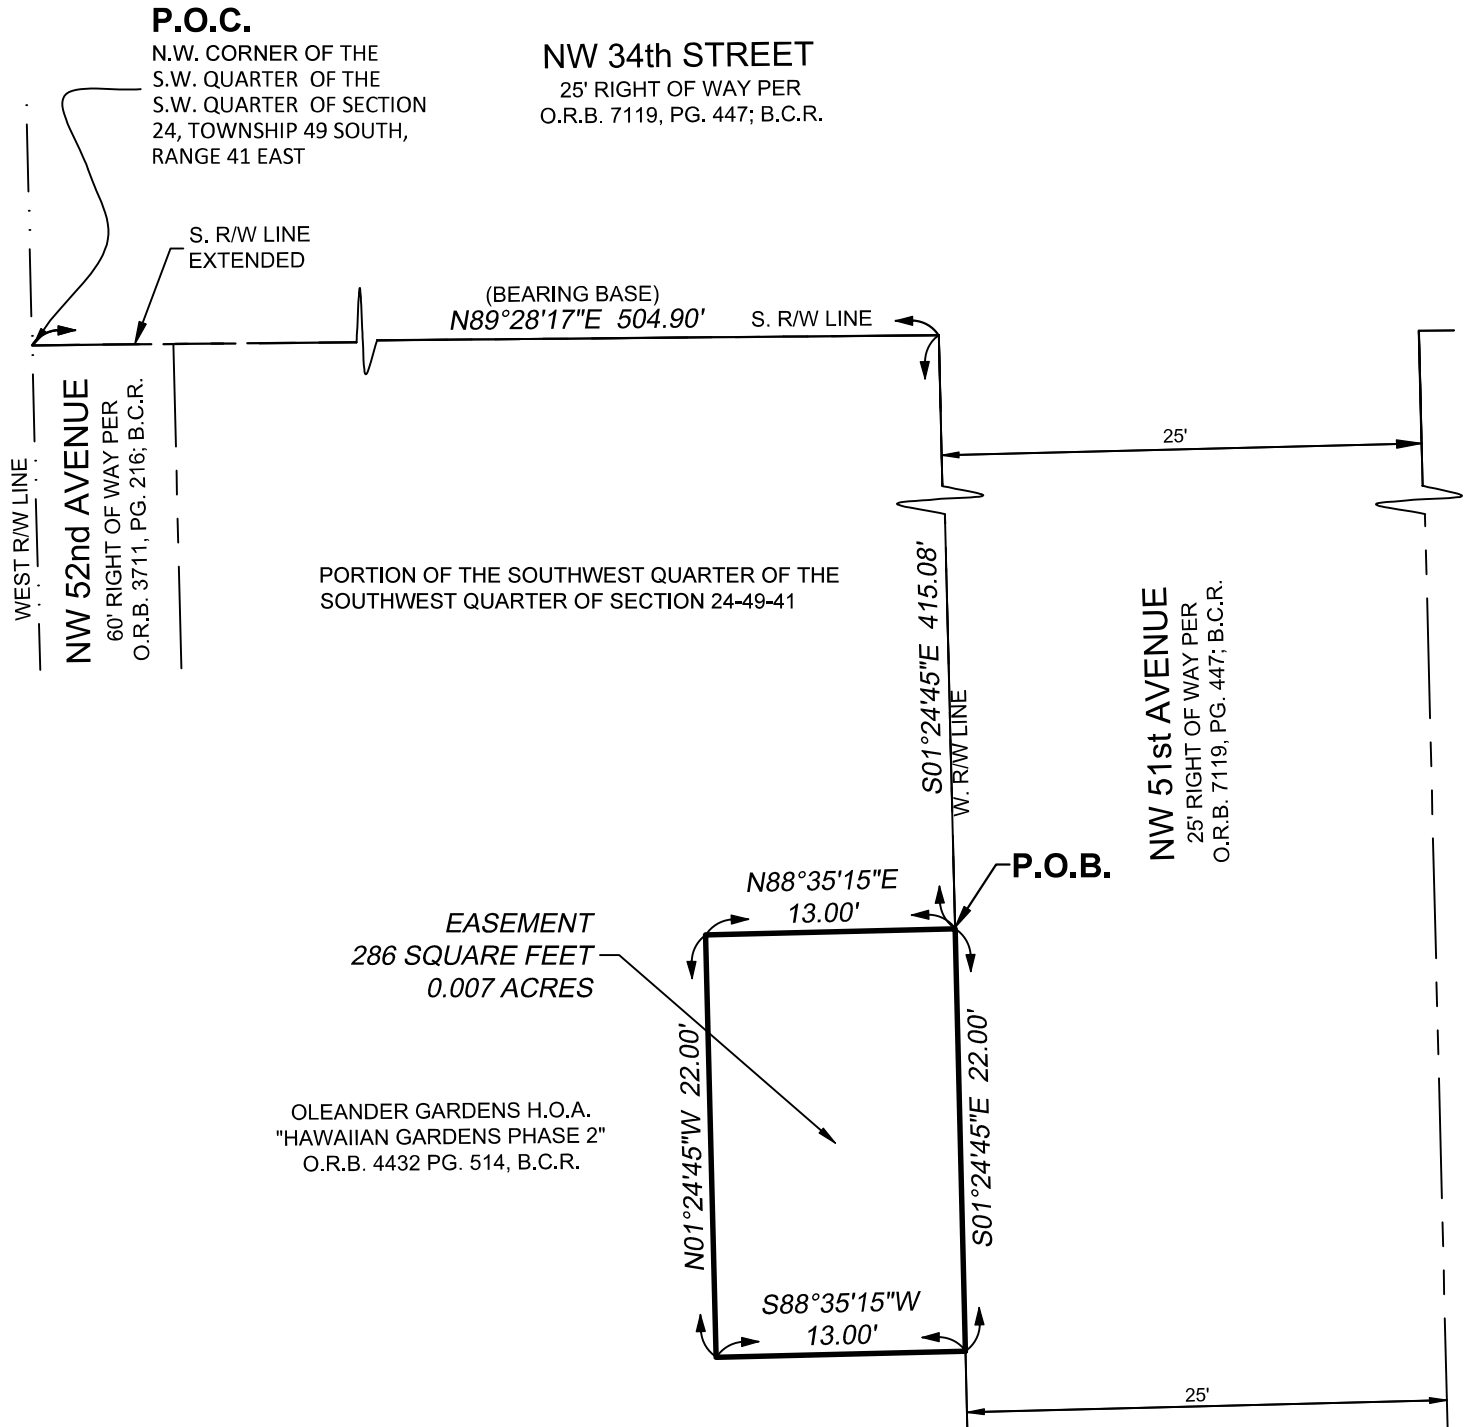 P.O.C.
N.W. CORNER OF THE
S.W. QUARTER OF THE
S.W. QUARTER OF SECTION
24, TOWNSHIP 49 SOUTH,
RANGE 41 EAST
NW 34th STREET
25' RIGHT OF WAY PER
O.R.B. 7119, PG. 447; B.C.R.
S. R/W LINE
EXTENDED
(BEARING BASE)
N89°28'17"E 504.90'
S. R/W LINE
WEST R/W LINE
NW 52nd AVENUE
60' RIGHT OF WAY PER
O.R.B. 3711, PG. 216; B.C.R.
25'
PORTION OF THE SOUTHWEST QUARTER OF THE
SOUTHWEST QUARTER OF SECTION 24-49-41
S01°24'45"E 415.08'
W. R/W LINE
NW 51st AVENUE
25' RIGHT OF WAY PER
O.R.B. 7119, PG. 447; B.C.R.
P.O.B.
N88°35'15"E
13.00'
EASEMENT
286 SQUARE FEET
0.007 ACRES
N01°24'45"W 22.00'
S01°24'45"E 22.00'
OLEANDER GARDENS H.O.A.
"HAWAIIAN GARDENS PHASE 2"
O.R.B. 4432 PG. 514, B.C.R.
S88°35'15"W
13.00'
25'